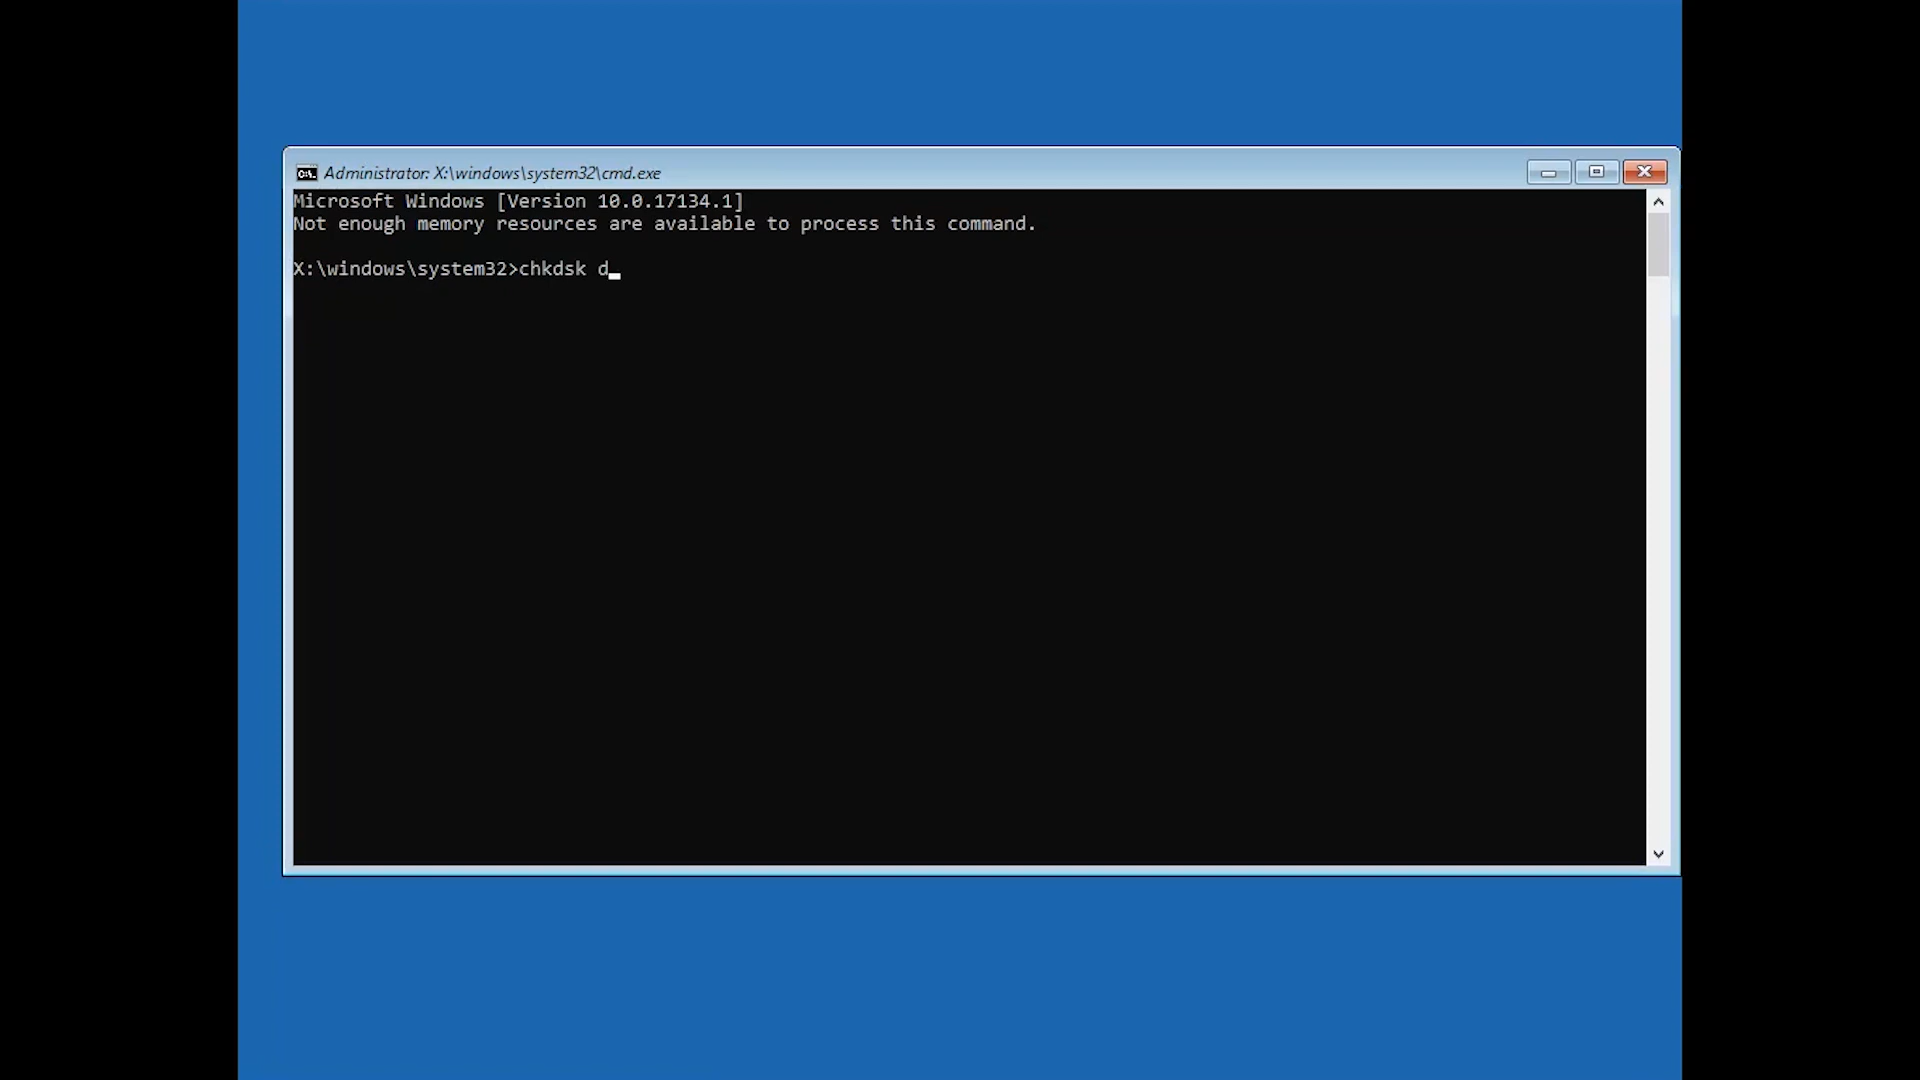 Administrator: X:\windows\system32\cmd.exe
Microsoft Windows [Version 10.0.17134.1]
Not enough memory resources are available to process this command.
X:\windows\system32>chkdsk d_